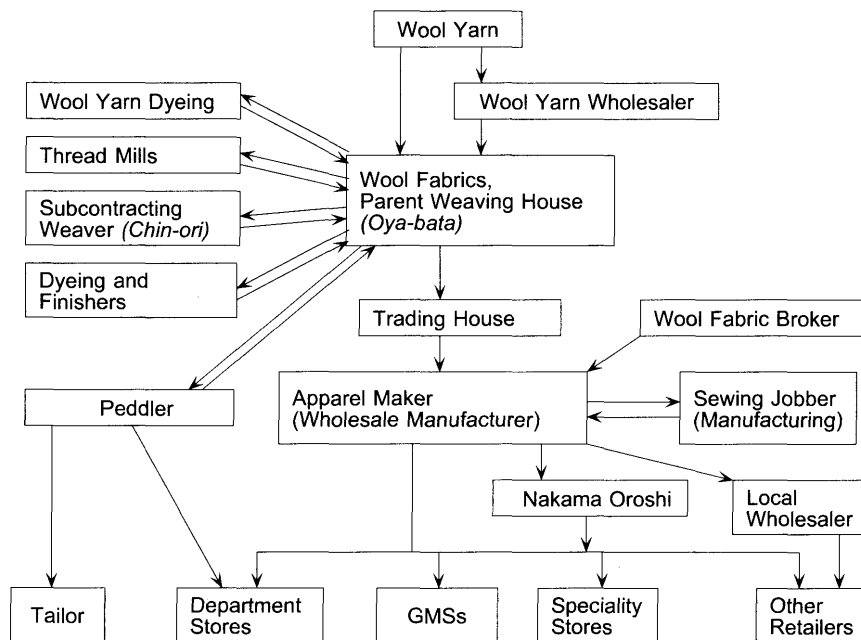 Wool Yarn
Wool Yarn Dyeing
Wool Yarn Wholesaler
Thread Mills
Wool Fabrics,
Parent Weaving House
(Oya-bata)
Subcontracting
Weaver (Chin-ori)
Dyeing and
Finishers
Trading House
Wool Fabric Broker
Peddler
Apparel Maker
(Wholesale Manufacturer)
Sewing Jobber
(Manufacturing)
Nakama Oroshi
Local
Wholesaler
Tailor
Department
Stores
GMSs
Speciality
Stores
Other
Retailers